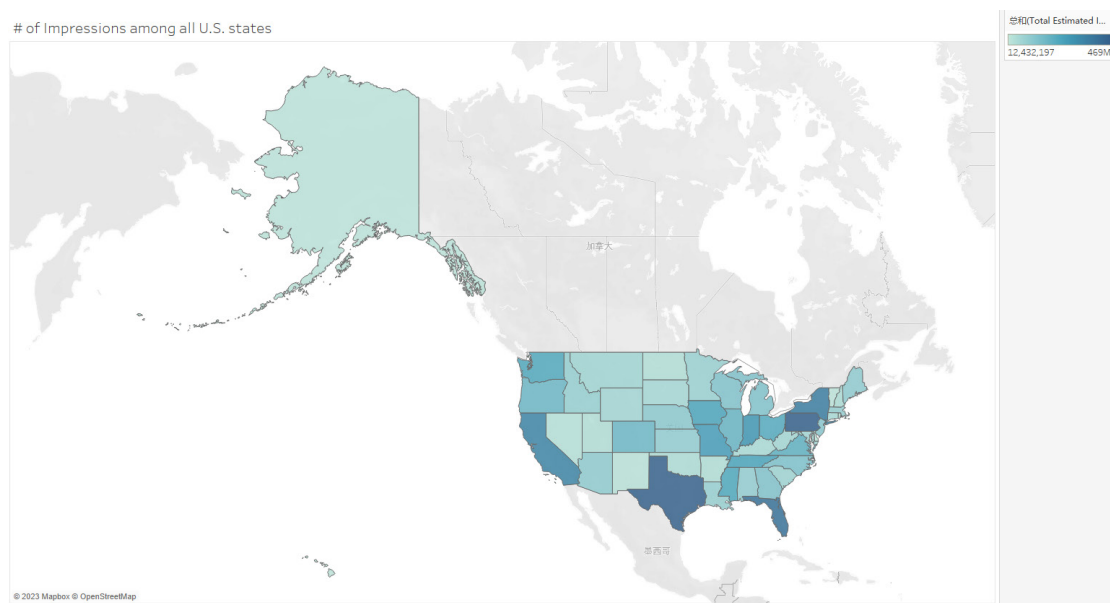 # of Impressions among all U.S. states
总和(Total Estimated I...
12,432,197 469M
加拿大
墨西哥
© 2023 Mapbox © OpenStreetMap